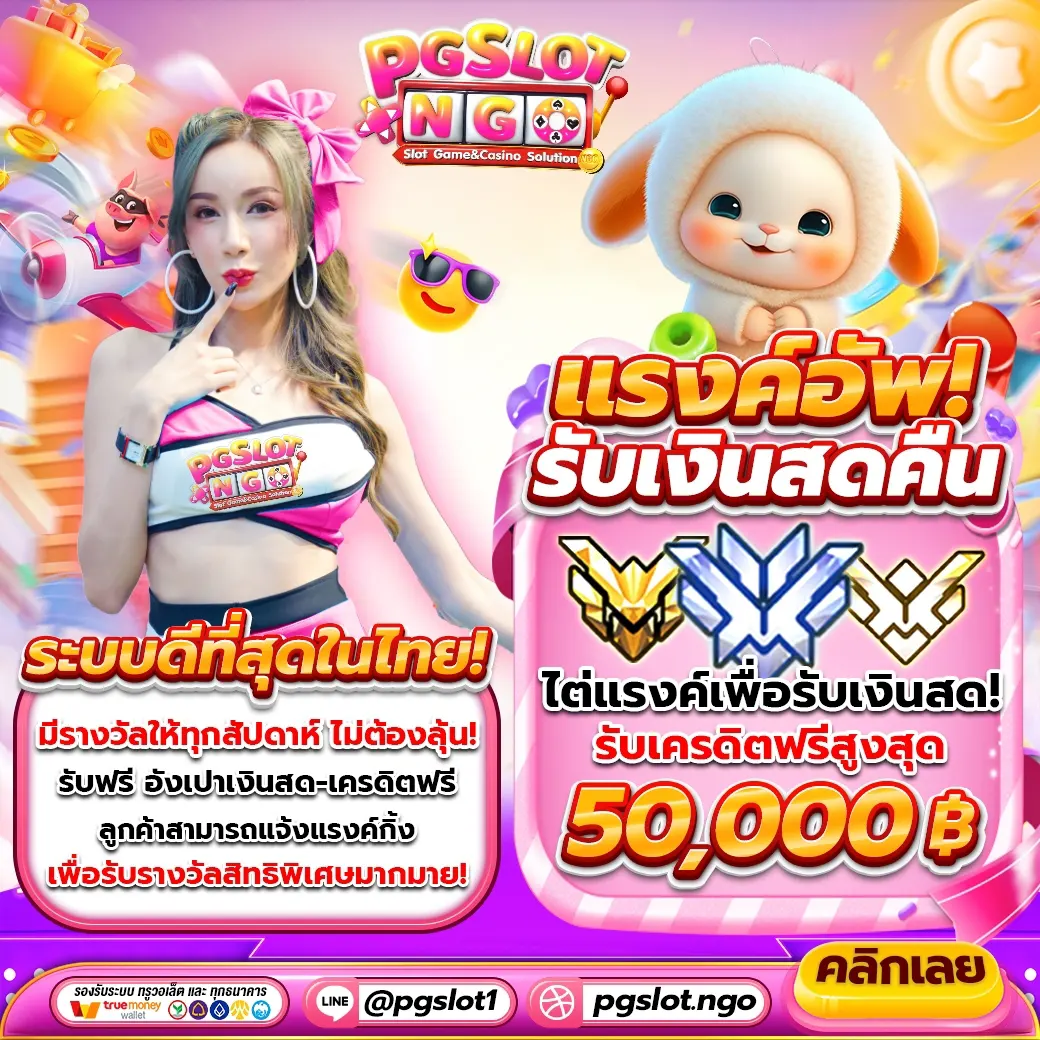 PGSLOT
NGO
Slot Game&Casino Solution
PGSLOT
NGO
Slot Game&Casino Solution
แรงค์อัพ!
รับเงินสดคืน
ไต่แรงค์เพื่อรับเงินสด!
รับเครดิตฟรีสูงสุด
50,000 ฿
ระบบดีที่สุดในไทย!
มีรางวัลให้ทุกสัปดาห์ ไม่ต้องลุ้น!
รับฟรี อังเปาเงินสด-เครดิตฟรี
ลูกค้าสามารถแจ้งแรงค์กิ้ง
เพื่อรับรางวัลสิทธิพิเศษมากมาย!
คลิกเลย
รองรับระบบ ทรูวอเล็ต และ ทุกธนาคาร
truemoney
wallet
LINE @pgslot1
pgslot.ngo